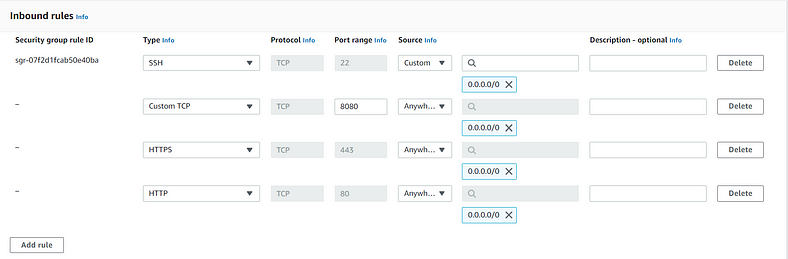 Inbound rules Info
Security group rule ID Type Info Protocol Info Port range Info Source Info Description - optional Info
sgr-07f2d1fcab50e40ba SSH TCP 22 Custom Delete
0.0.0.0/0
– Custom TCP TCP 8080 Anywh... Delete
0.0.0.0/0
– HTTPS TCP 443 Anywh... Delete
0.0.0.0/0
– HTTP TCP 80 Anywh... Delete
0.0.0.0/0
Add rule